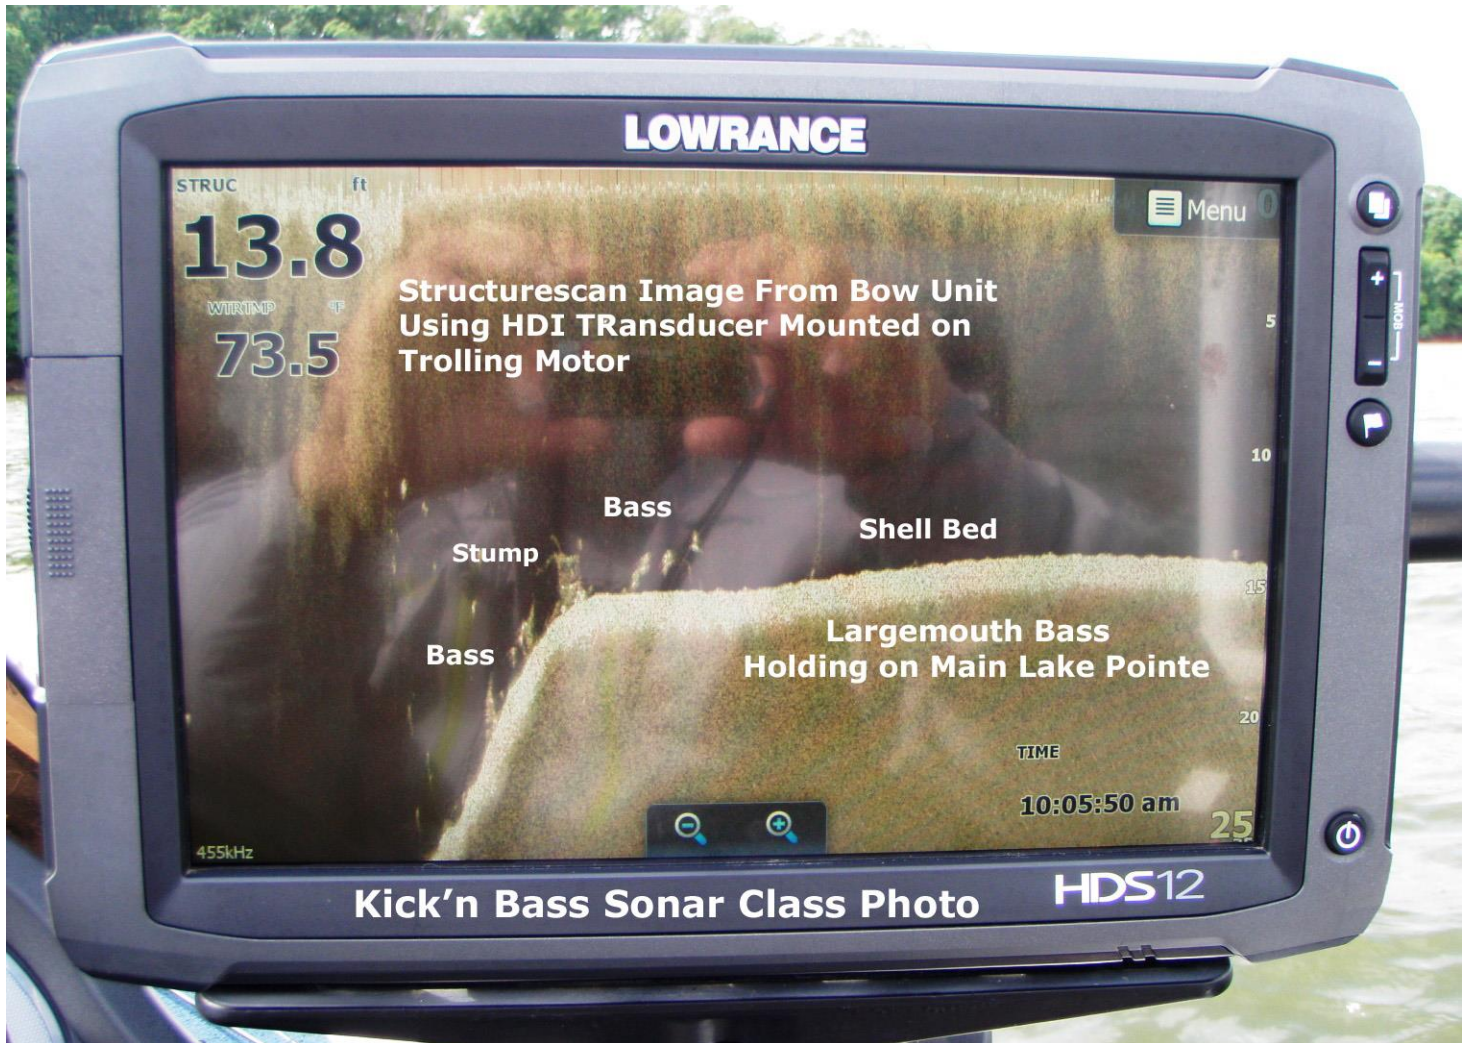 LOWRANCE
STRUC ft
13.8
WTRTMP °F
73.5
Menu
0
Structurescan Image From Bow Unit
Using HDI TRansducer Mounted on
Trolling Motor
5
10
Bass
Shell Bed
Stump
15
Largemouth Bass
Bass
Holding on Main Lake Pointe
20
TIME
10:05:50 am
25
455kHz
Kick'n Bass Sonar Class Photo
HDS12
+
MOB
-